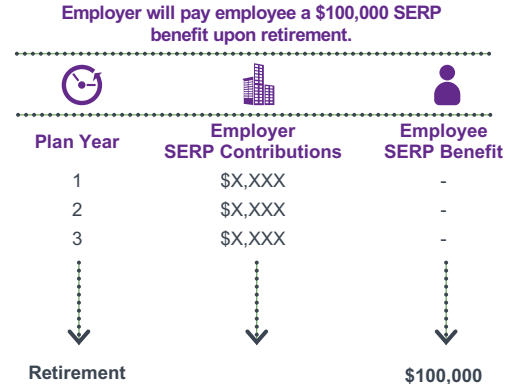 Employer will pay employee a $100,000 SERP
benefit upon retirement.
Plan Year
Employer
SERP Contributions
Employee
SERP Benefit
1 $X,XXX -
2 $X,XXX -
3 $X,XXX -
Retirement $100,000